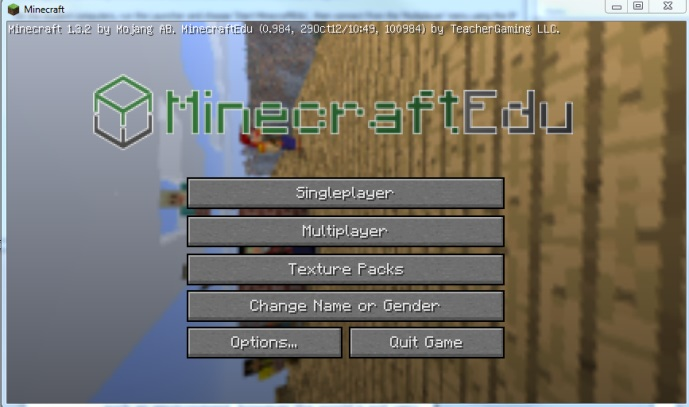 Minecraft
Minecraft 1.3.2 by Mojang AB. MinecraftEdu (0.984, 29Oct12/10:49, 100984) by TeacherGaming LLC.
MinecraftEdu
Singleplayer
Multiplayer
Texture Packs
Change Name or Gender
Options...
Quit Game